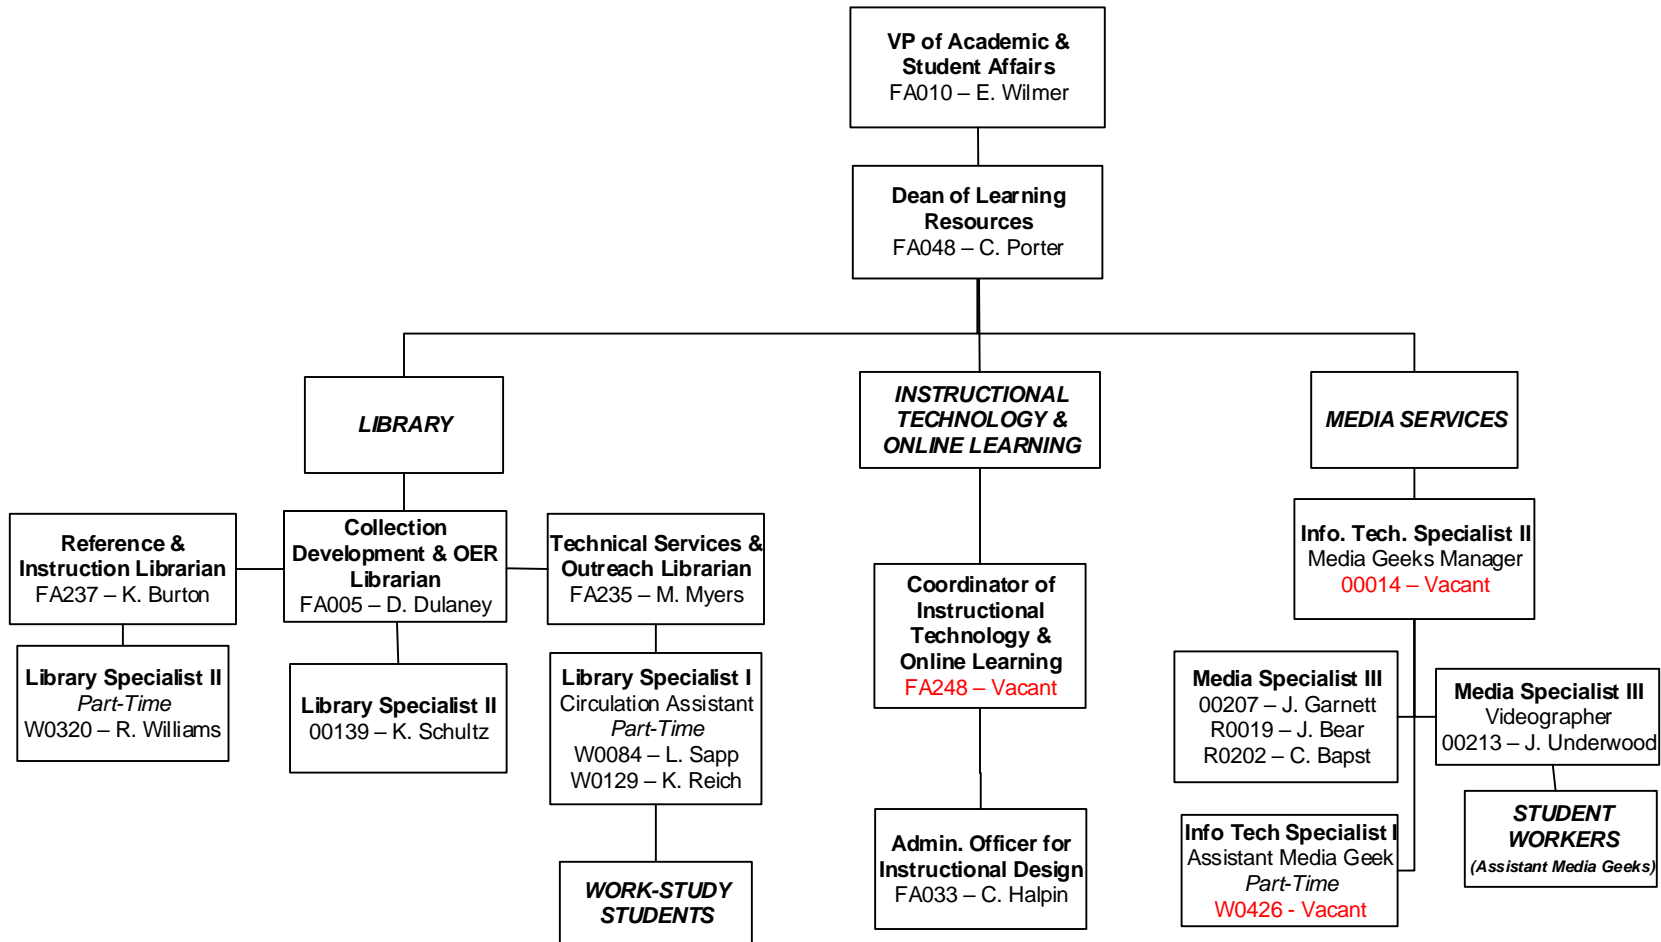 VP of Academic &
Student Affairs
FA010 – E. Wilmer
Dean of Learning
Resources
FA048 – C. Porter
LIBRARY
INSTRUCTIONAL
TECHNOLOGY &
ONLINE LEARNING
MEDIA SERVICES
Reference &
Instruction Librarian
FA237 – K. Burton
Collection
Development & OER
Librarian
FA005 – D. Dulaney
Technical Services &
Outreach Librarian
FA235 – M. Myers
Library Specialist II
Part-Time
W0320 – R. Williams
Library Specialist II
00139 – K. Schultz
Library Specialist I
Circulation Assistant
Part-Time
W0084 – L. Sapp
W0129 – K. Reich
WORK-STUDY
STUDENTS
Coordinator of
Instructional
Technology &
Online Learning
FA248 – Vacant
Admin. Officer for
Instructional Design
FA033 – C. Halpin
Info. Tech. Specialist II
Media Geeks Manager
00014 – Vacant
Media Specialist III
00207 – J. Garnett
R0019 – J. Bear
R0202 – C. Bapst
Media Specialist III
Videographer
00213 – J. Underwood
Info Tech Specialist I
Assistant Media Geek
Part-Time
W0426 - Vacant
STUDENT
WORKERS
(Assistant Media Geeks)